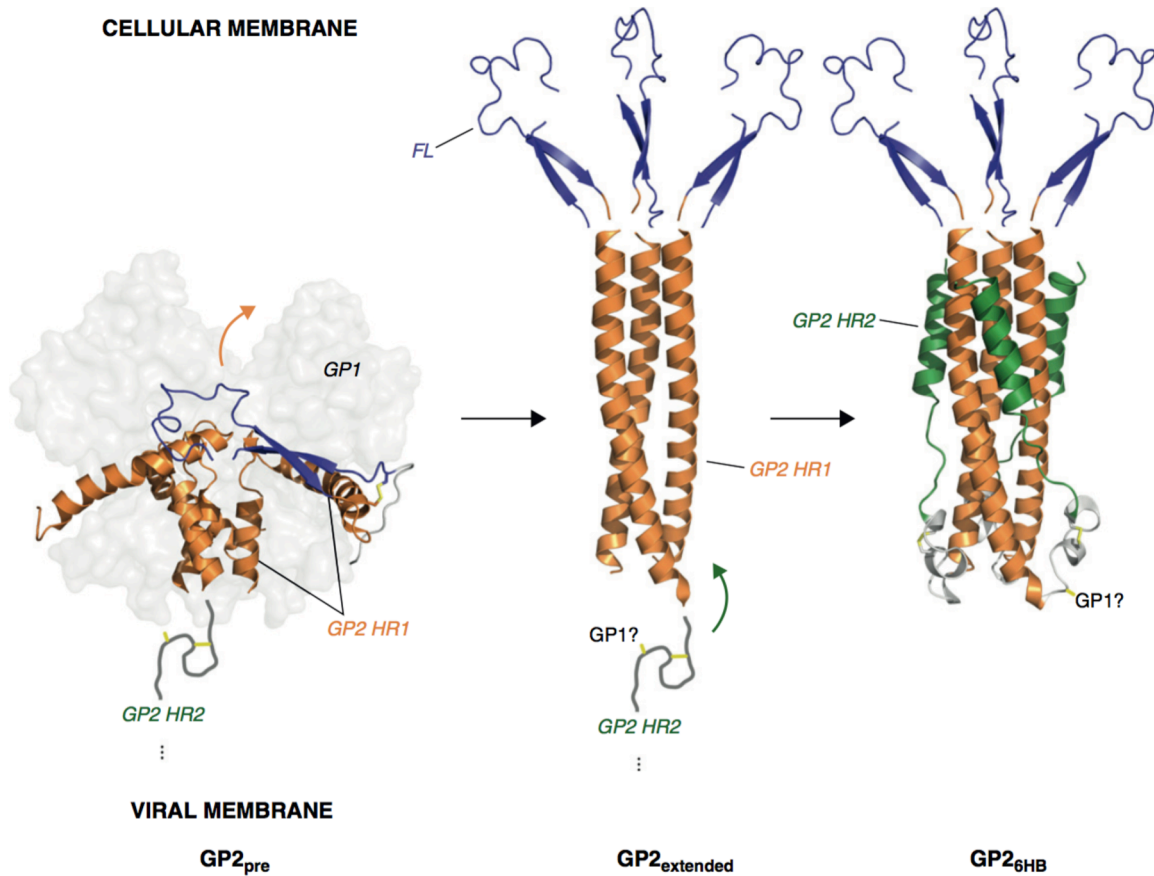 CELLULAR MEMBRANE
FL
GP1
GP2 HR2
GP2 HR1
GP2 HR1
GP1?
GP1?
GP2 HR2
GP2 HR2
⋮
⋮
VIRAL MEMBRANE
GP2pre
GP2extended
GP26HB